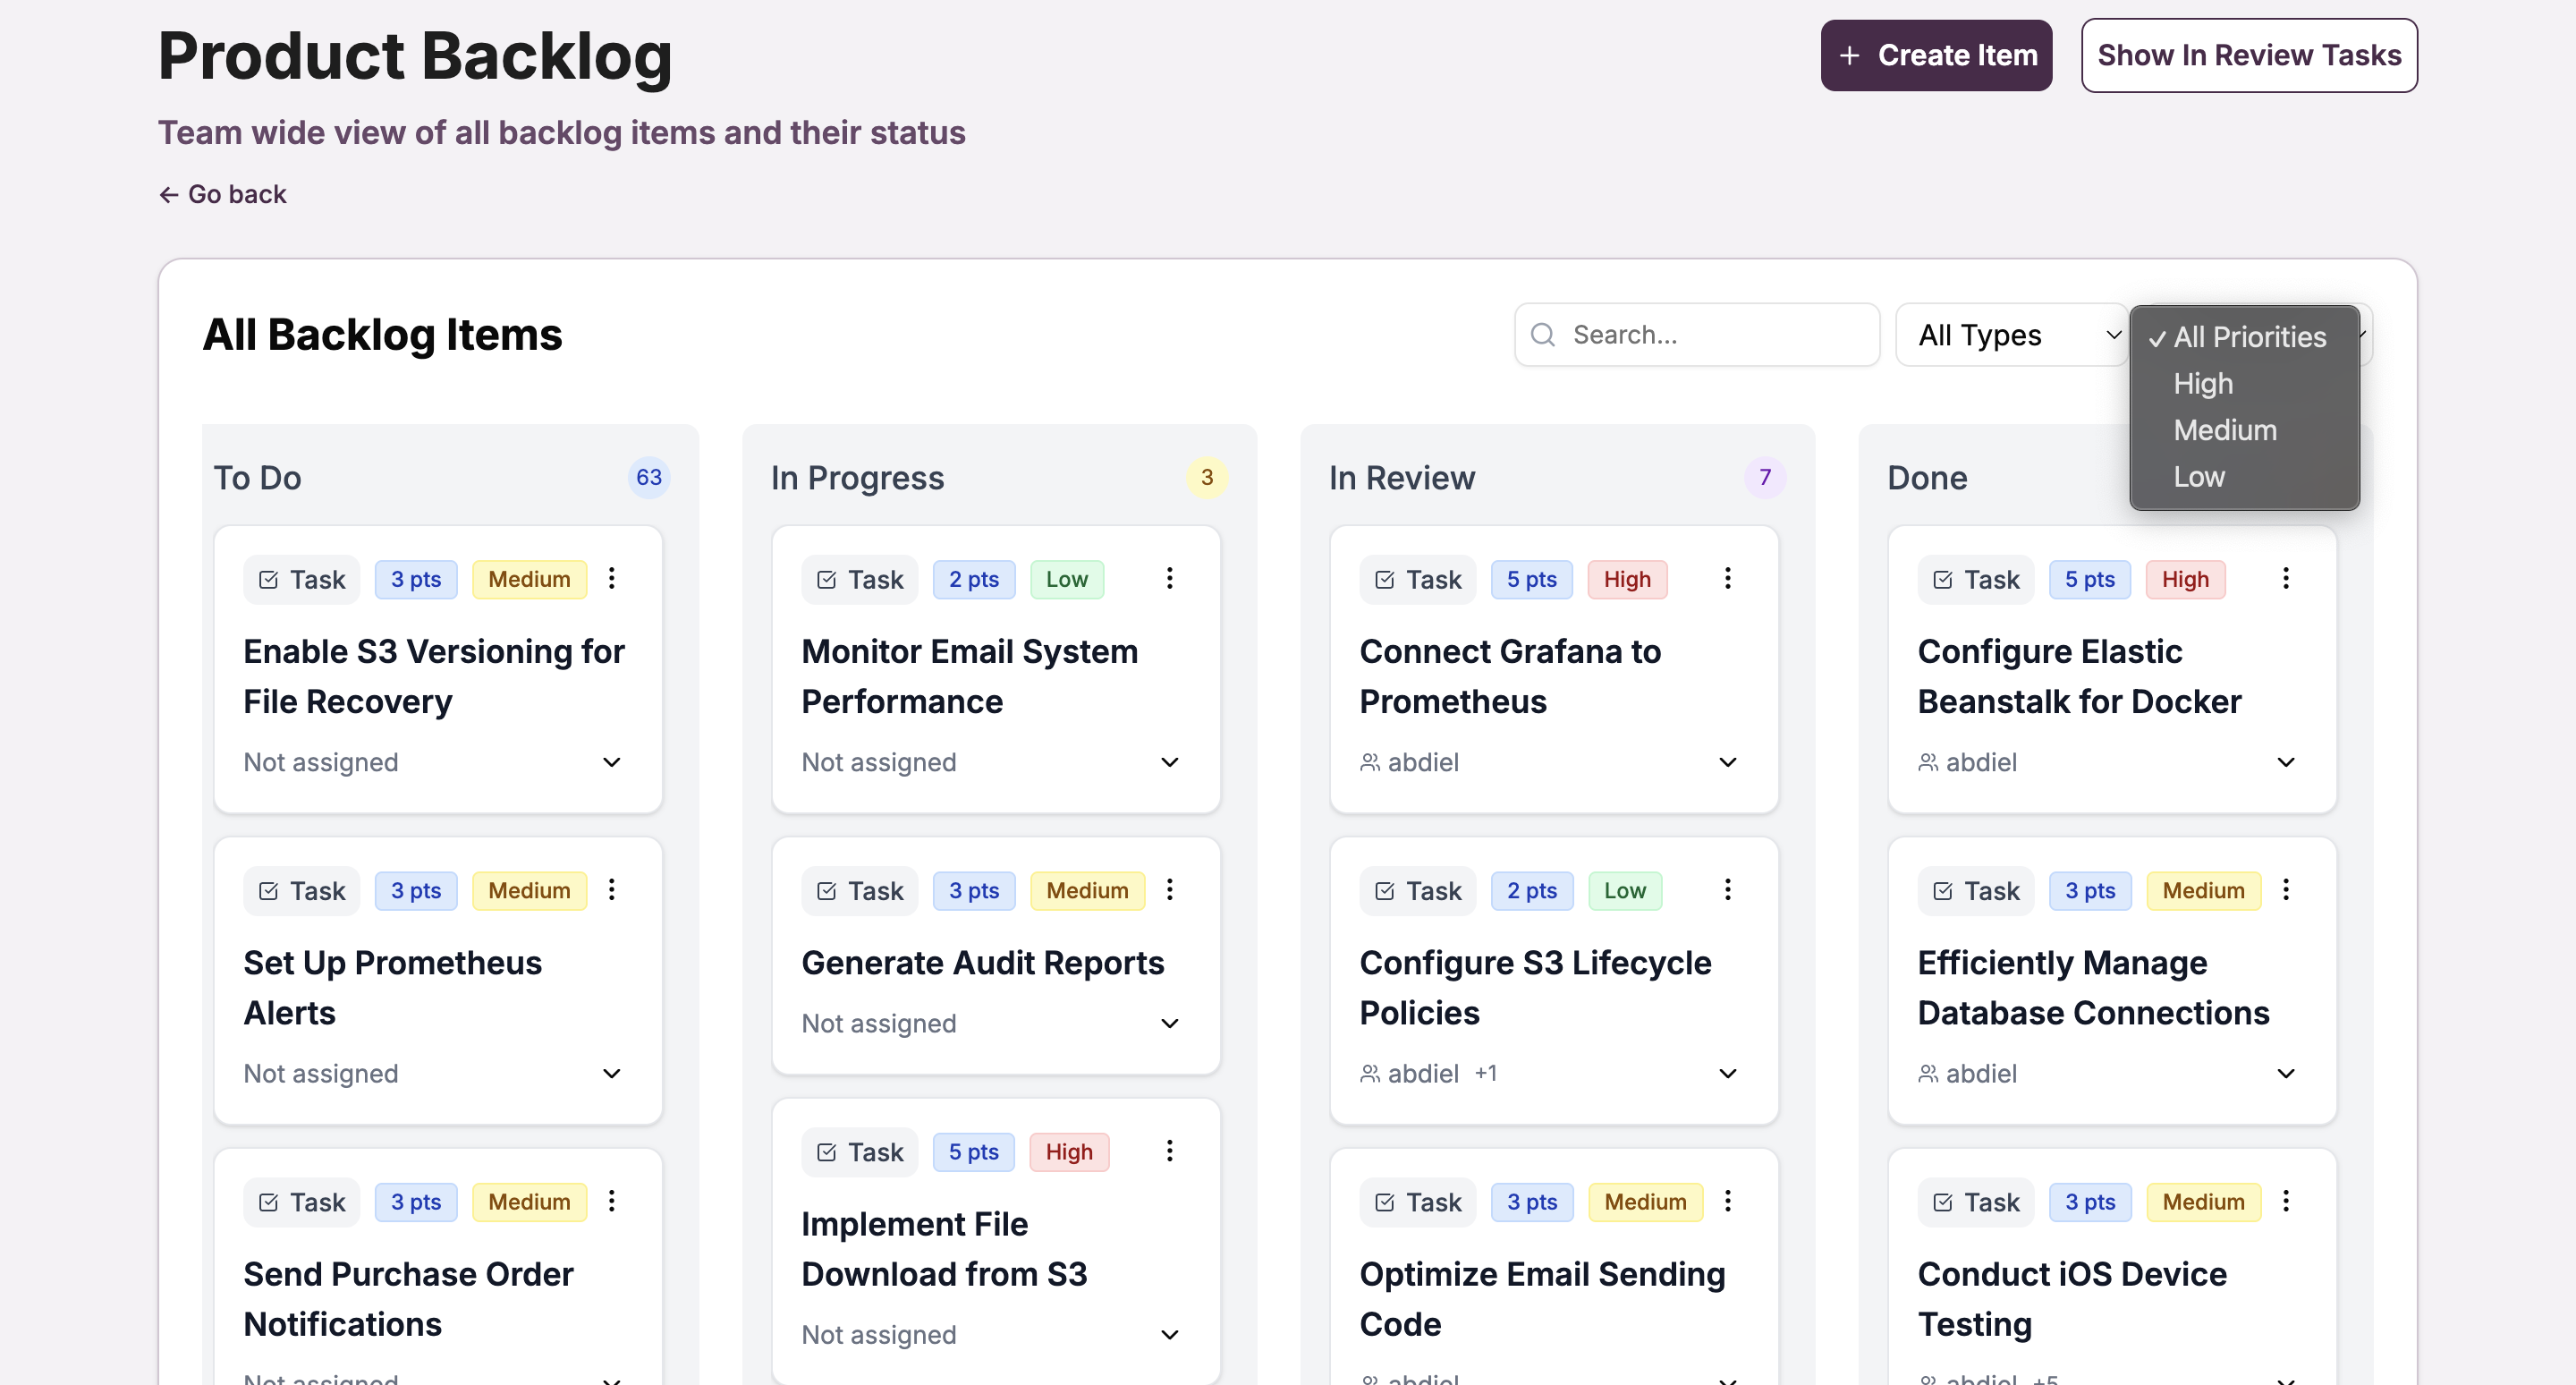 Product Backlog
+ Create Item
Show In Review Tasks
Team wide view of all backlog items and their status
← Go back
All Backlog Items
Search...
All Types
✓ All Priorities
High
Medium
Low
To Do
63
Task 3 pts Medium
Enable S3 Versioning for
File Recovery
Not assigned
Task 3 pts Medium
Set Up Prometheus
Alerts
Not assigned
Task 3 pts Medium
Send Purchase Order
Notifications
Not assigned
In Progress
3
Task 2 pts Low
Monitor Email System
Performance
Not assigned
Task 3 pts Medium
Generate Audit Reports
Not assigned
Task 5 pts High
Implement File
Download from S3
Not assigned
In Review
7
Task 5 pts High
Connect Grafana to
Prometheus
abdiel
Task 2 pts Low
Configure S3 Lifecycle
Policies
abdiel +1
Task 3 pts Medium
Optimize Email Sending
Code
abdiel
Done
Task 5 pts High
Configure Elastic
Beanstalk for Docker
abdiel
Task 3 pts Medium
Efficiently Manage
Database Connections
abdiel
Task 3 pts Medium
Conduct iOS Device
Testing
abdiel +5